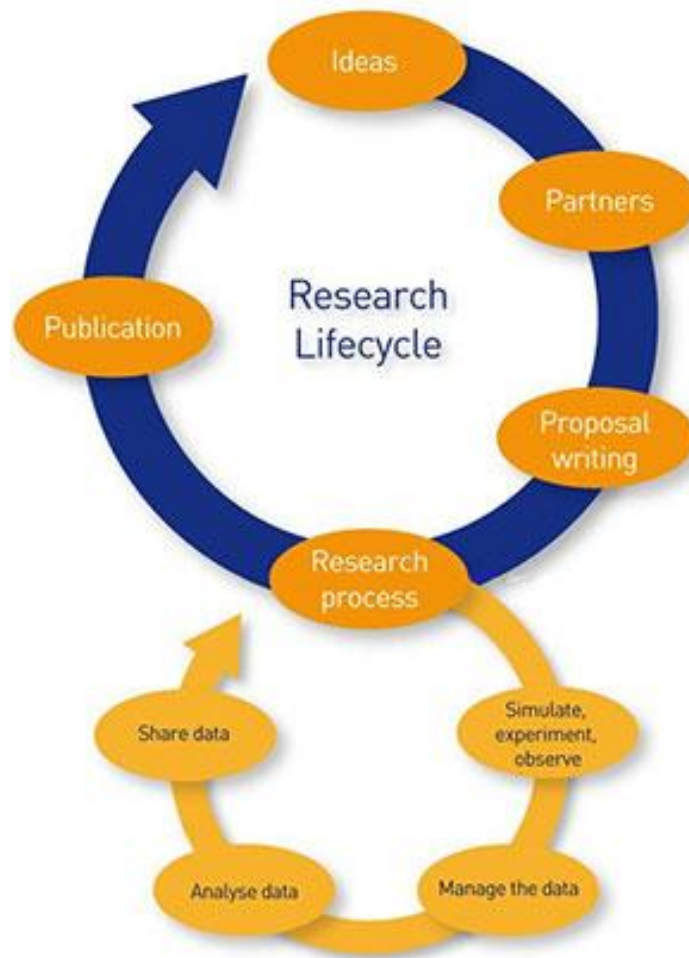 Ideas
Partners
Research
Lifecycle
Publication
Proposal
writing
Research
process
Simulate,
experiment,
observe
Share data
Manage the data
Analyse data